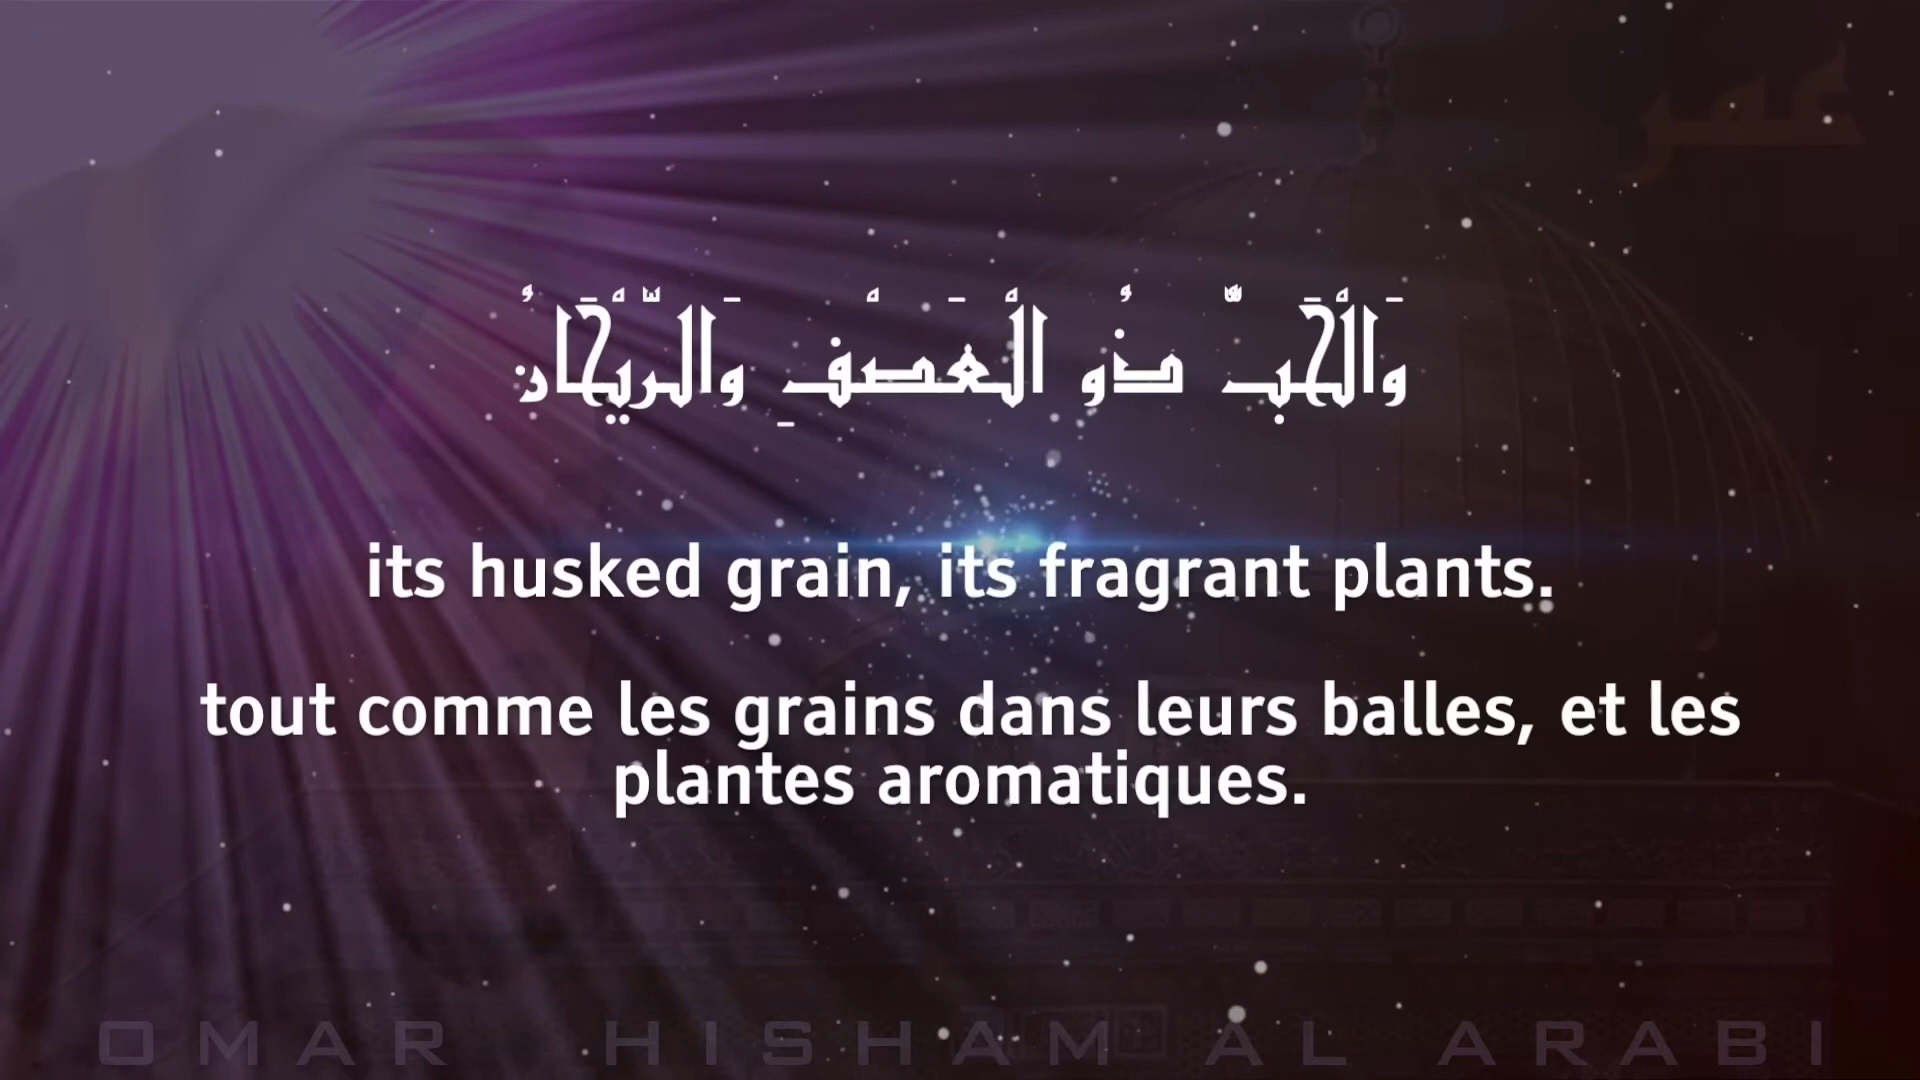 وَالْحَبُّ ذُو الْعَصْفِ وَالرَّيْحَانُ
its husked grain, its fragrant plants.
tout comme les grains dans leurs balles, et les
plantes aromatiques.
OMAR HISHAM AL ARABI